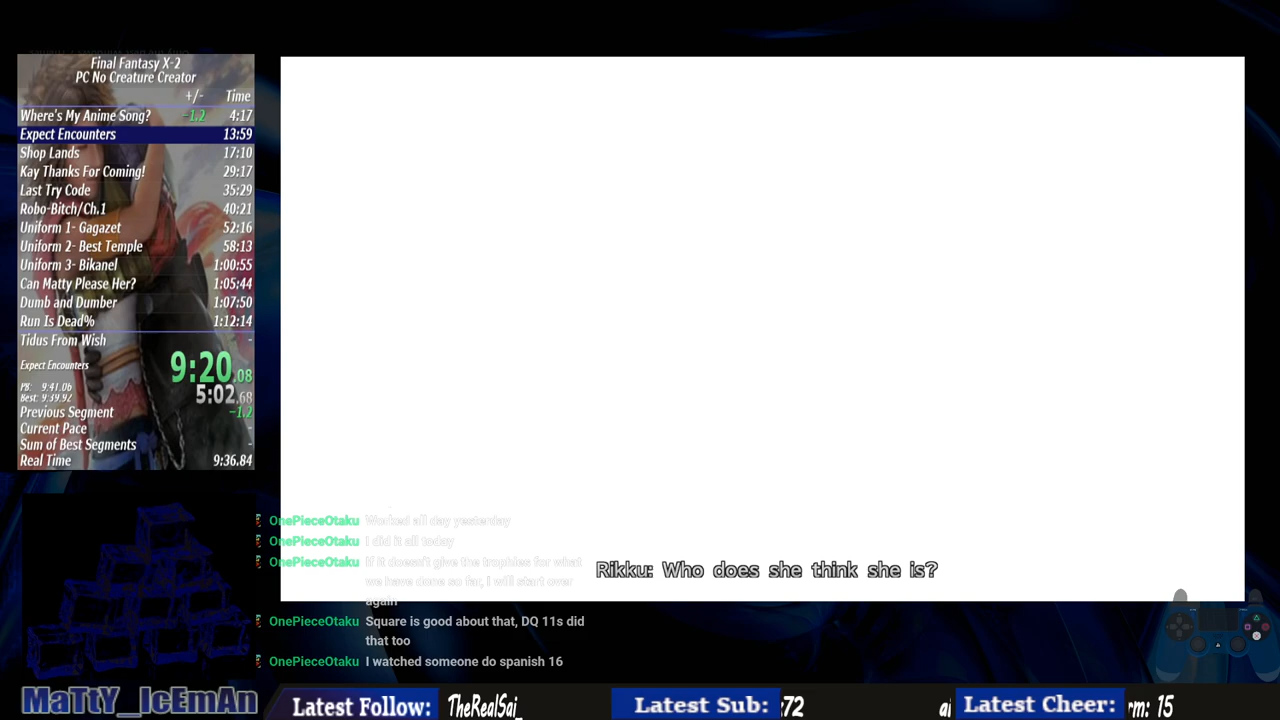 Final Fantasy X-2
PC No Creature Creator
+/- Time
Where's My Anime Song? -1.2 4:17
Expect Encounters 13:59
Shop Lands 17:10
Kay Thanks For Coming! 29:17
Last Try Code 35:29
Robo-Bitch/Ch.1 40:21
Uniform 1- Gagazet 52:16
Uniform 2- Best Temple 58:13
Uniform 3- Bikanel 1:00:55
Can Matty Please Her? 1:05:44
Dumb and Dumber 1:07:50
Run Is Dead% 1:12:14
Tidus From Wish -
Expect Encounters 9:20.08
PB: 9:41.06
Best: 9:39.92 5:02.68
Previous Segment -1.2
Current Pace -
Sum of Best Segments -
Real Time 9:36.84
OnePieceOtaku Worked all day yesterday
OnePieceOtaku I did it all today
OnePieceOtaku If it doesn't give the trophies for what
we have done so far, I will start over
again
OnePieceOtaku Square is good about that, DQ 11s did
that too
OnePieceOtaku I watched someone do spanish 16
Rikku: Who does she think she is?
MaTtY_IcEmAn
Latest Follow: TheRealSaj_ Latest Sub: :72 Latest Cheer: rm: 15